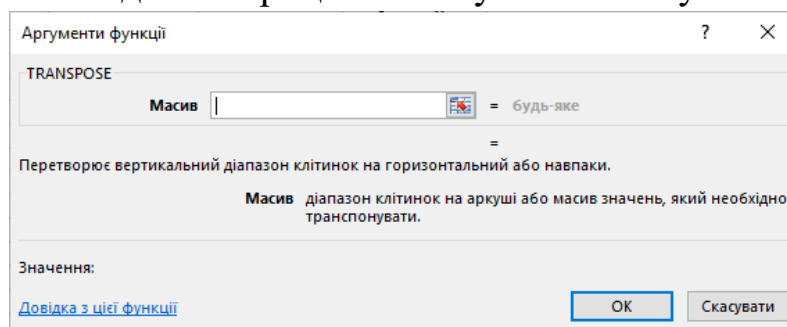 Аргументи функції ? ×
TRANSPOSE
Масив = будь-яке
=
Перетворює вертикальний діапазон клітинок на горизонтальний або навпаки.
Масив діапазон клітинок на аркуші або масив значень, який необхідно
транспонувати.
Значення:
Довідка з цієї функції ОК Скасувати